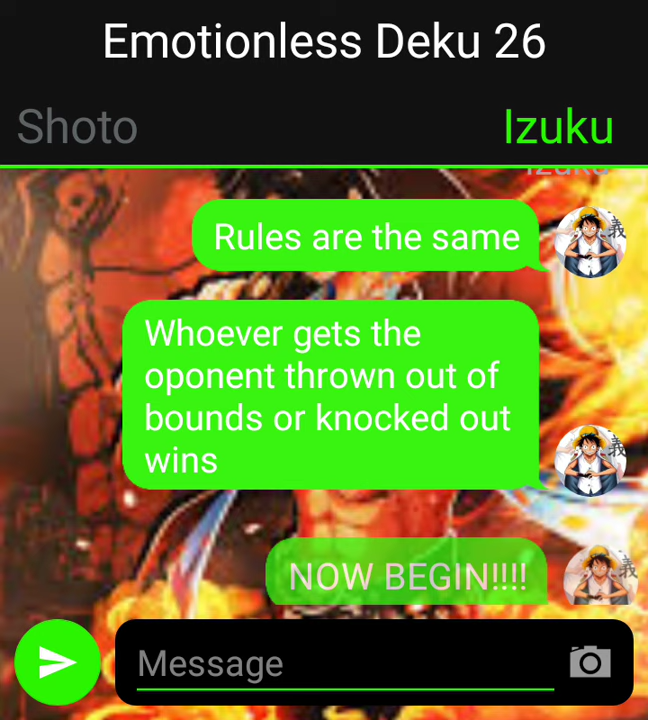 Emotionless Deku 26
Shoto
Izuku
Izuku
Rules are the same
Whoever gets the
oponent thrown out of
bounds or knocked out
wins
NOW BEGIN!!!!
Message